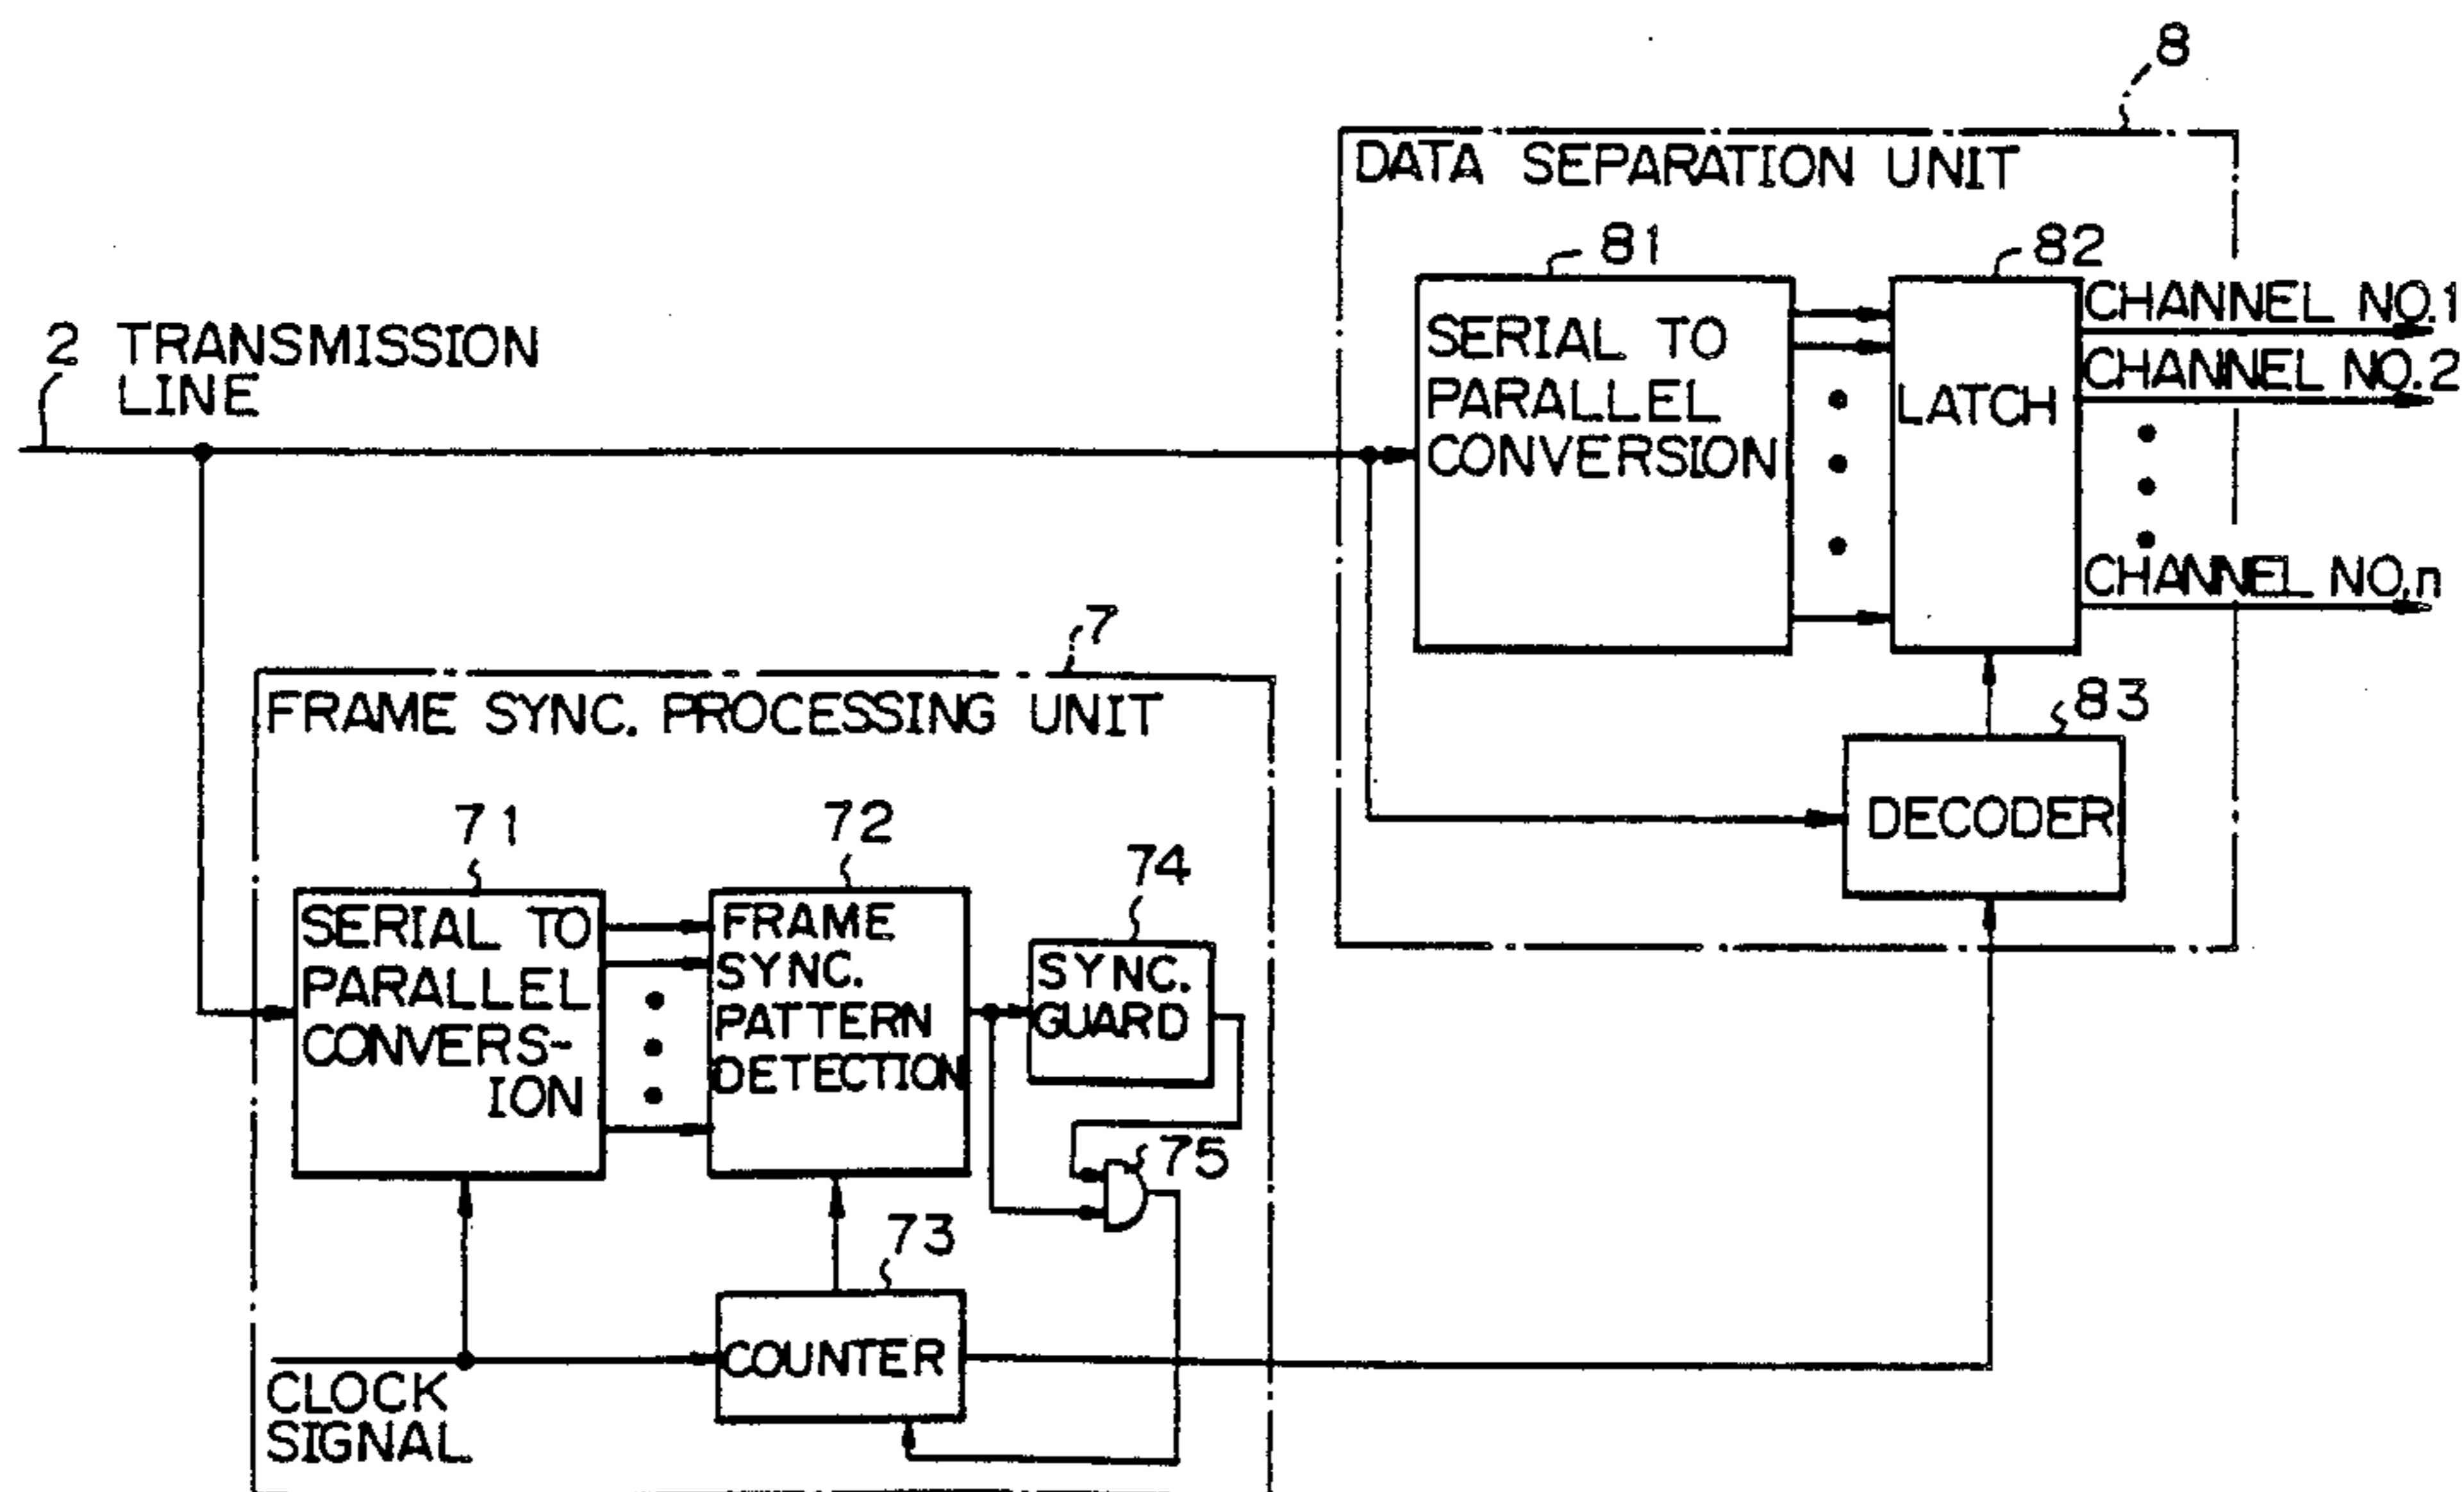 8
DATA SEPARATION UNIT
81
82
SERIAL TO
PARALLEL
CONVERSION
LATCH
CHANNEL NO.1
CHANNEL NO.2
CHANNEL NO.n
2 TRANSMISSION
LINE
83
DECODER
7
FRAME SYNC. PROCESSING UNIT
71
SERIAL TO
PARALLEL
CONVERS-
ION
72
FRAME
SYNC.
PATTERN
DETECTION
74
SYNC.
GUARD
75
73
COUNTER
CLOCK
SIGNAL